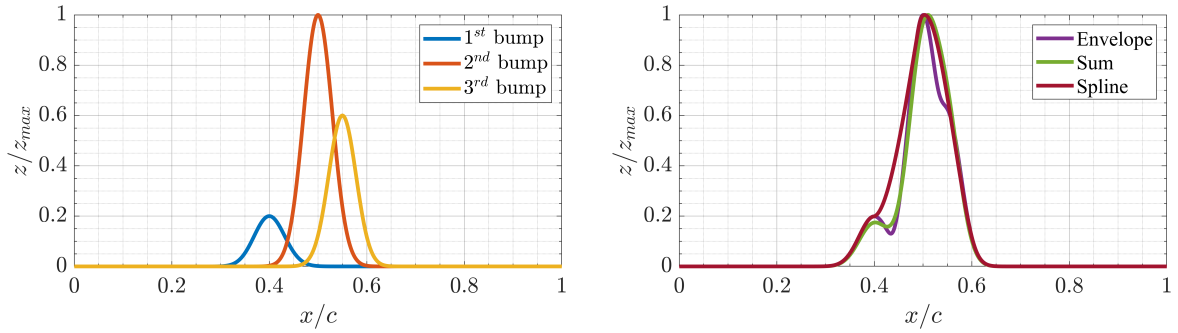 1
0.8
0.6
0.4
0.2
0
z/z_max
0 0.2 0.4 0.6 0.8 1
x/c
1^st bump
2^nd bump
3^rd bump
1
0.8
0.6
0.4
0.2
0
z/z_max
0 0.2 0.4 0.6 0.8 1
x/c
Envelope
Sum
Spline